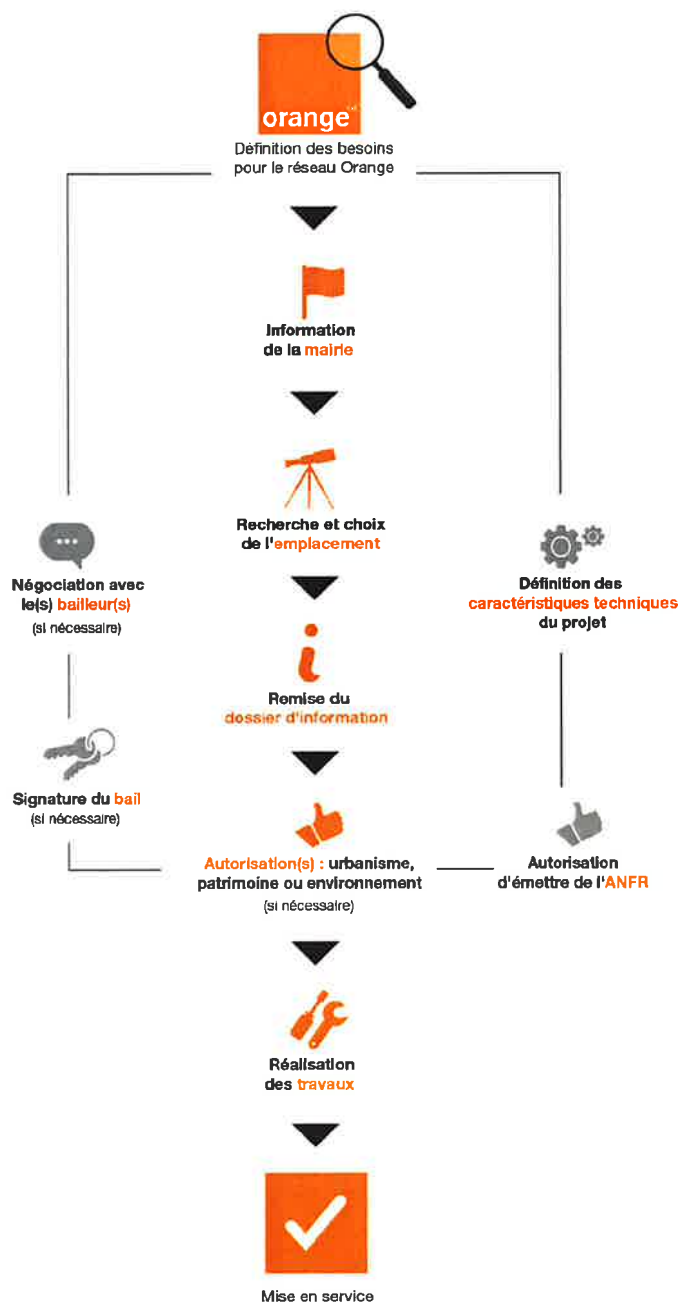 orange
Définition des besoins
pour le réseau Orange
Information
de la mairie
Recherche et choix
de l'emplacement
Négociation avec
le(s) bailleur(s)
(si nécessaire)
Définition des
caractéristiques techniques
du projet
Remise du
dossier d'information
Signature du bail
(si nécessaire)
Autorisation(s) : urbanisme,
patrimoine ou environnement
(si nécessaire)
Autorisation
d'émettre de l'ANFR
Réalisation
des travaux
Mise en service